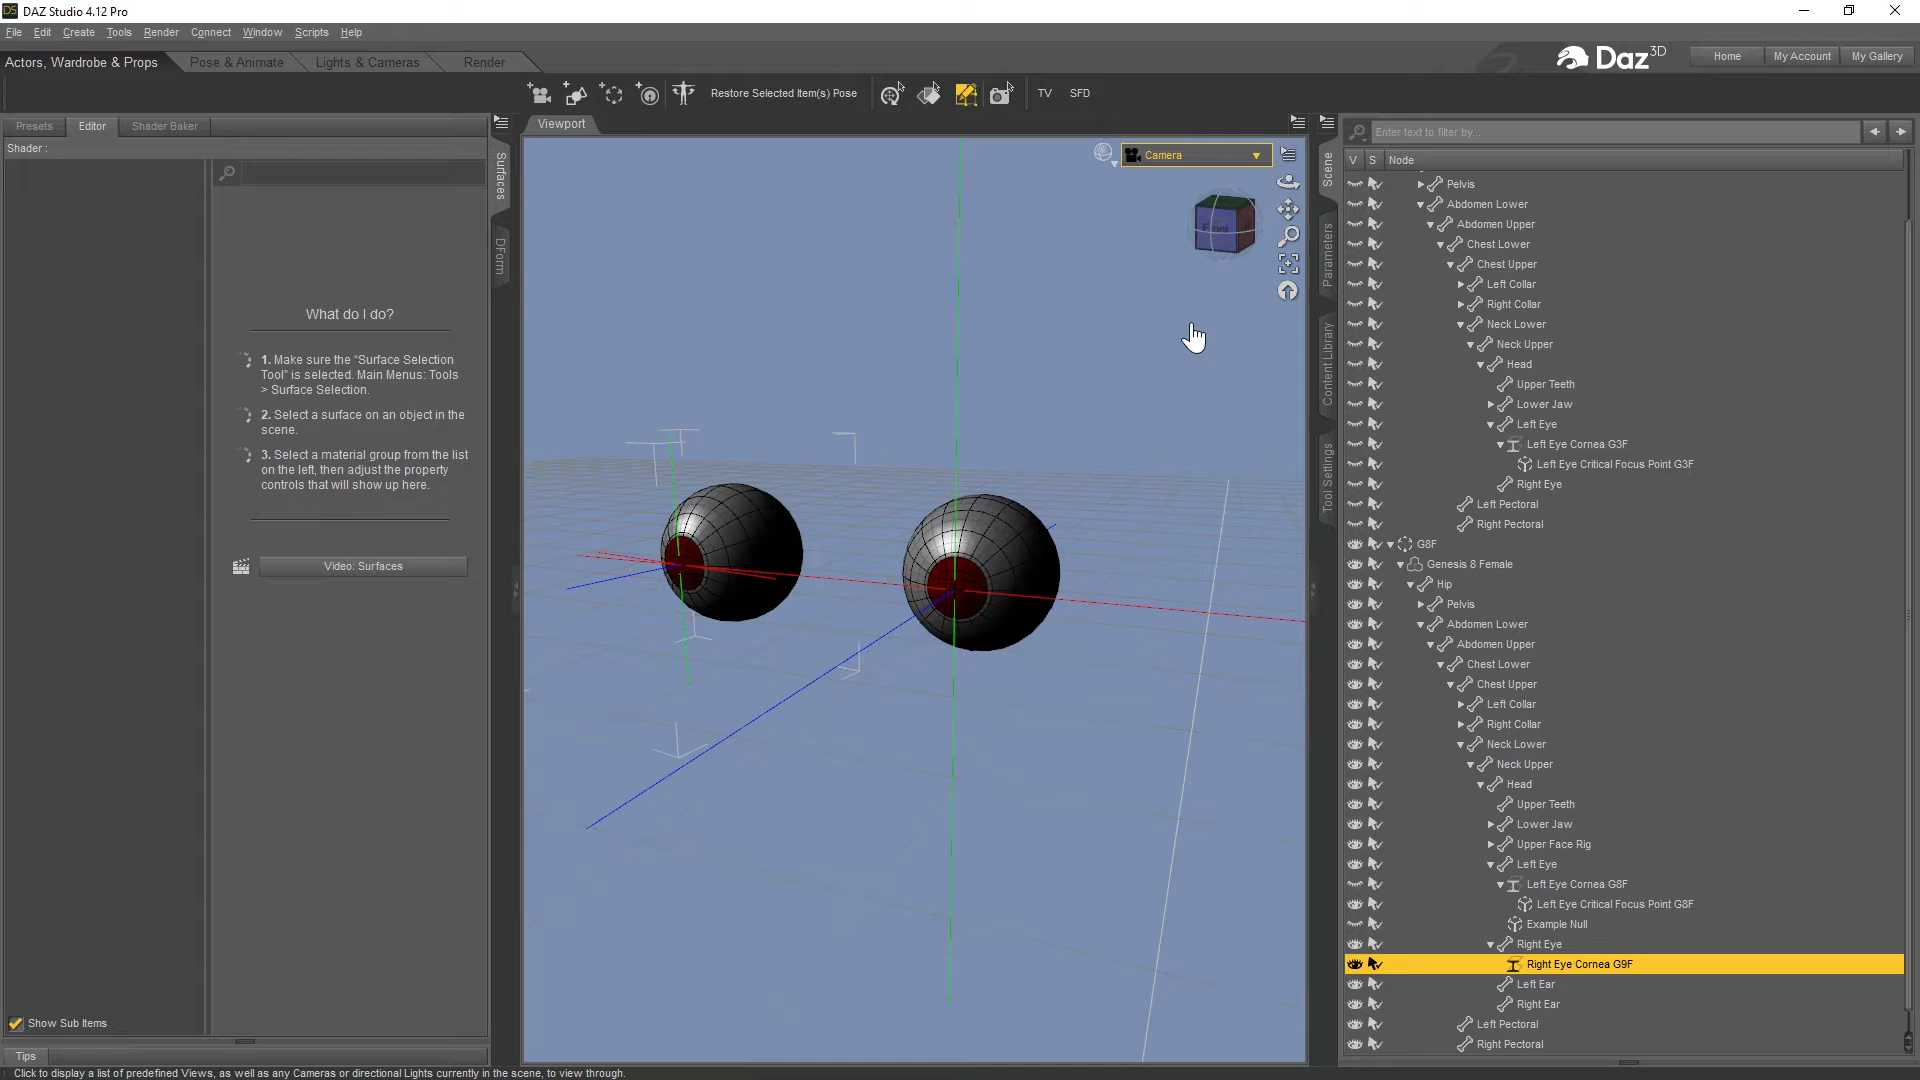 DS DAZ Studio 4.12 Pro
File Edit Create Tools Render Connect Window Scripts Help
Actors, Wardrobe & Props Pose & Animate Lights & Cameras Render
Daz 3D Home My Account My Gallery
Restore Selected Item(s) Pose TV SFD
Presets Editor Shader Baker
Shader :
What do I do?
1. Make sure the “Surface Selection
Tool” is selected. Main Menus: Tools
> Surface Selection.
2. Select a surface on an object in the
scene.
3. Select a material group from the list
on the left, then adjust the property
controls that will show up here.
Video: Surfaces
Show Sub Items
Tips
Click to display a list of predefined Views, as well as any Cameras or directional Lights currently in the scene, to view through.
Surfaces
DForm
Viewport
Camera
Front
Scene
Parameters
Content Library
Tool Settings
Enter text to filter by...
V S Node
Pelvis
Abdomen Lower
Abdomen Upper
Chest Lower
Chest Upper
Left Collar
Right Collar
Neck Lower
Neck Upper
Head
Upper Teeth
Lower Jaw
Left Eye
Left Eye Cornea G3F
Left Eye Critical Focus Point G3F
Right Eye
Left Pectoral
Right Pectoral
G8F
Genesis 8 Female
Hip
Pelvis
Abdomen Lower
Abdomen Upper
Chest Lower
Chest Upper
Left Collar
Right Collar
Neck Lower
Neck Upper
Head
Upper Teeth
Lower Jaw
Upper Face Rig
Left Eye
Left Eye Cornea G8F
Left Eye Critical Focus Point G8F
Example Null
Right Eye
Right Eye Cornea G9F
Left Ear
Right Ear
Left Pectoral
Right Pectoral